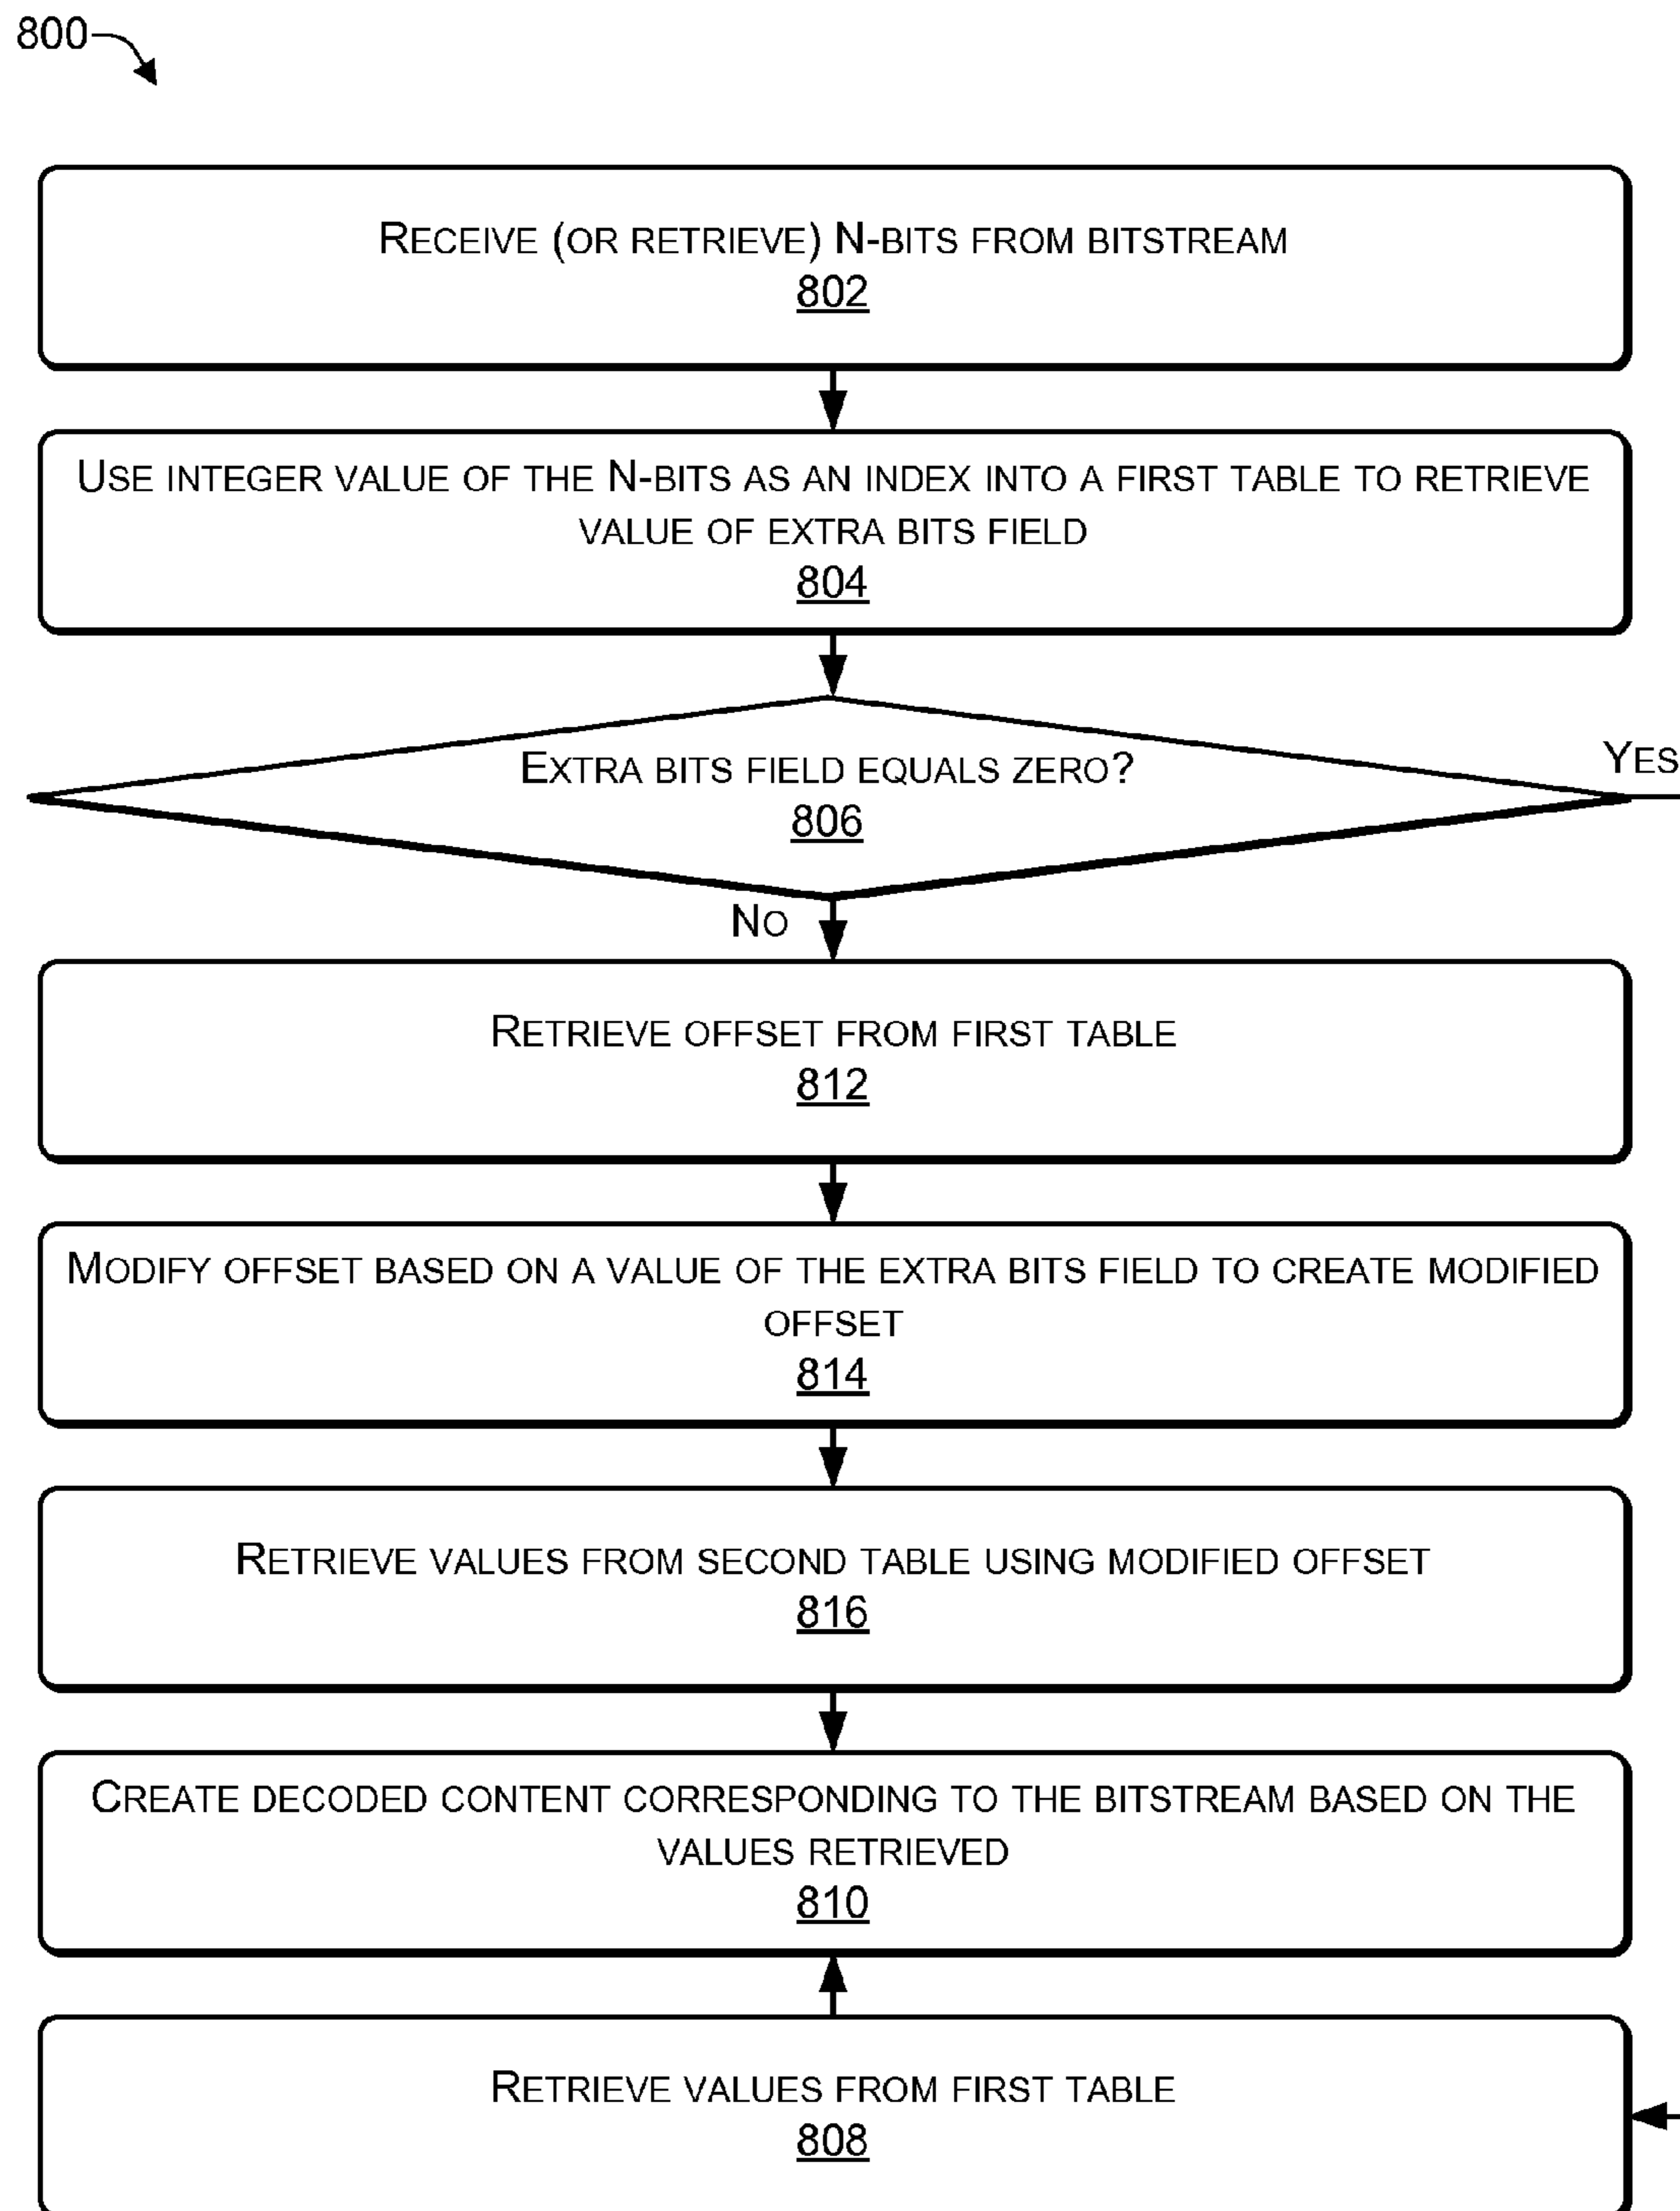 800
Receive (or retrieve) N-bits from bitstream
802
Use integer value of the N-bits as an index into a first table to retrieve
value of extra bits field
804
Extra bits field equals zero?
806
Yes
No
Retrieve offset from first table
812
Modify offset based on a value of the extra bits field to create modified
offset
814
Retrieve values from second table using modified offset
816
Create decoded content corresponding to the bitstream based on the
values retrieved
810
Retrieve values from first table
808